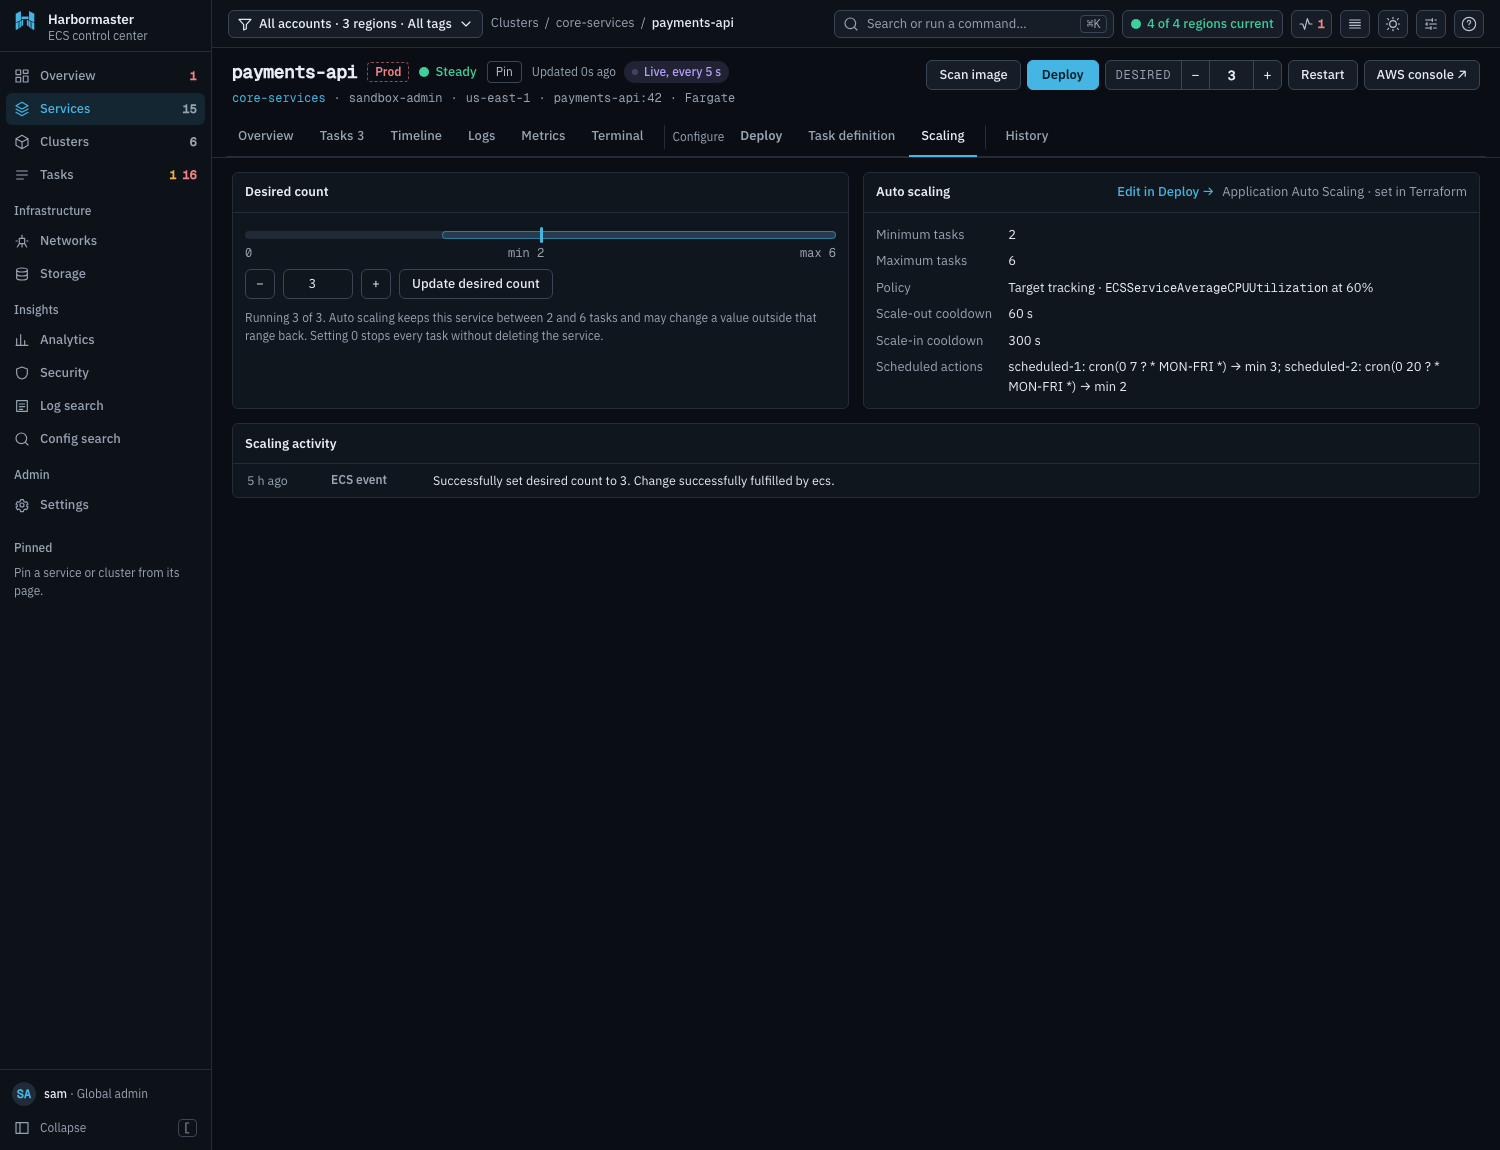 Harbormaster
ECS control center
All accounts · 3 regions · All tags
Clusters / core-services / payments-api
Search or run a command...
⌘K
4 of 4 regions current
1
Overview 1
Services 15
Clusters 6
Tasks 1 16
Infrastructure
Networks
Storage
Insights
Analytics
Security
Log search
Config search
Admin
Settings
Pinned
Pin a service or cluster from its
page.
SA sam · Global admin
Collapse [
payments-api Prod Steady Pin Updated 0s ago Live, every 5 s
core-services · sandbox-admin · us-east-1 · payments-api:42 · Fargate
Scan image Deploy DESIRED − 3 + Restart AWS console ↗
Overview Tasks 3 Timeline Logs Metrics Terminal Configure Deploy Task definition Scaling History
Desired count
0 min 2 max 6
− 3 + Update desired count
Running 3 of 3. Auto scaling keeps this service between 2 and 6 tasks and may change a value outside that
range back. Setting 0 stops every task without deleting the service.
Auto scaling Edit in Deploy → Application Auto Scaling · set in Terraform
Minimum tasks 2
Maximum tasks 6
Policy Target tracking · ECSServiceAverageCPUUtilization at 60%
Scale-out cooldown 60 s
Scale-in cooldown 300 s
Scheduled actions scheduled-1: cron(0 7 ? * MON-FRI *) → min 3; scheduled-2: cron(0 20 ? *
MON-FRI *) → min 2
Scaling activity
5 h ago ECS event Successfully set desired count to 3. Change successfully fulfilled by ecs.